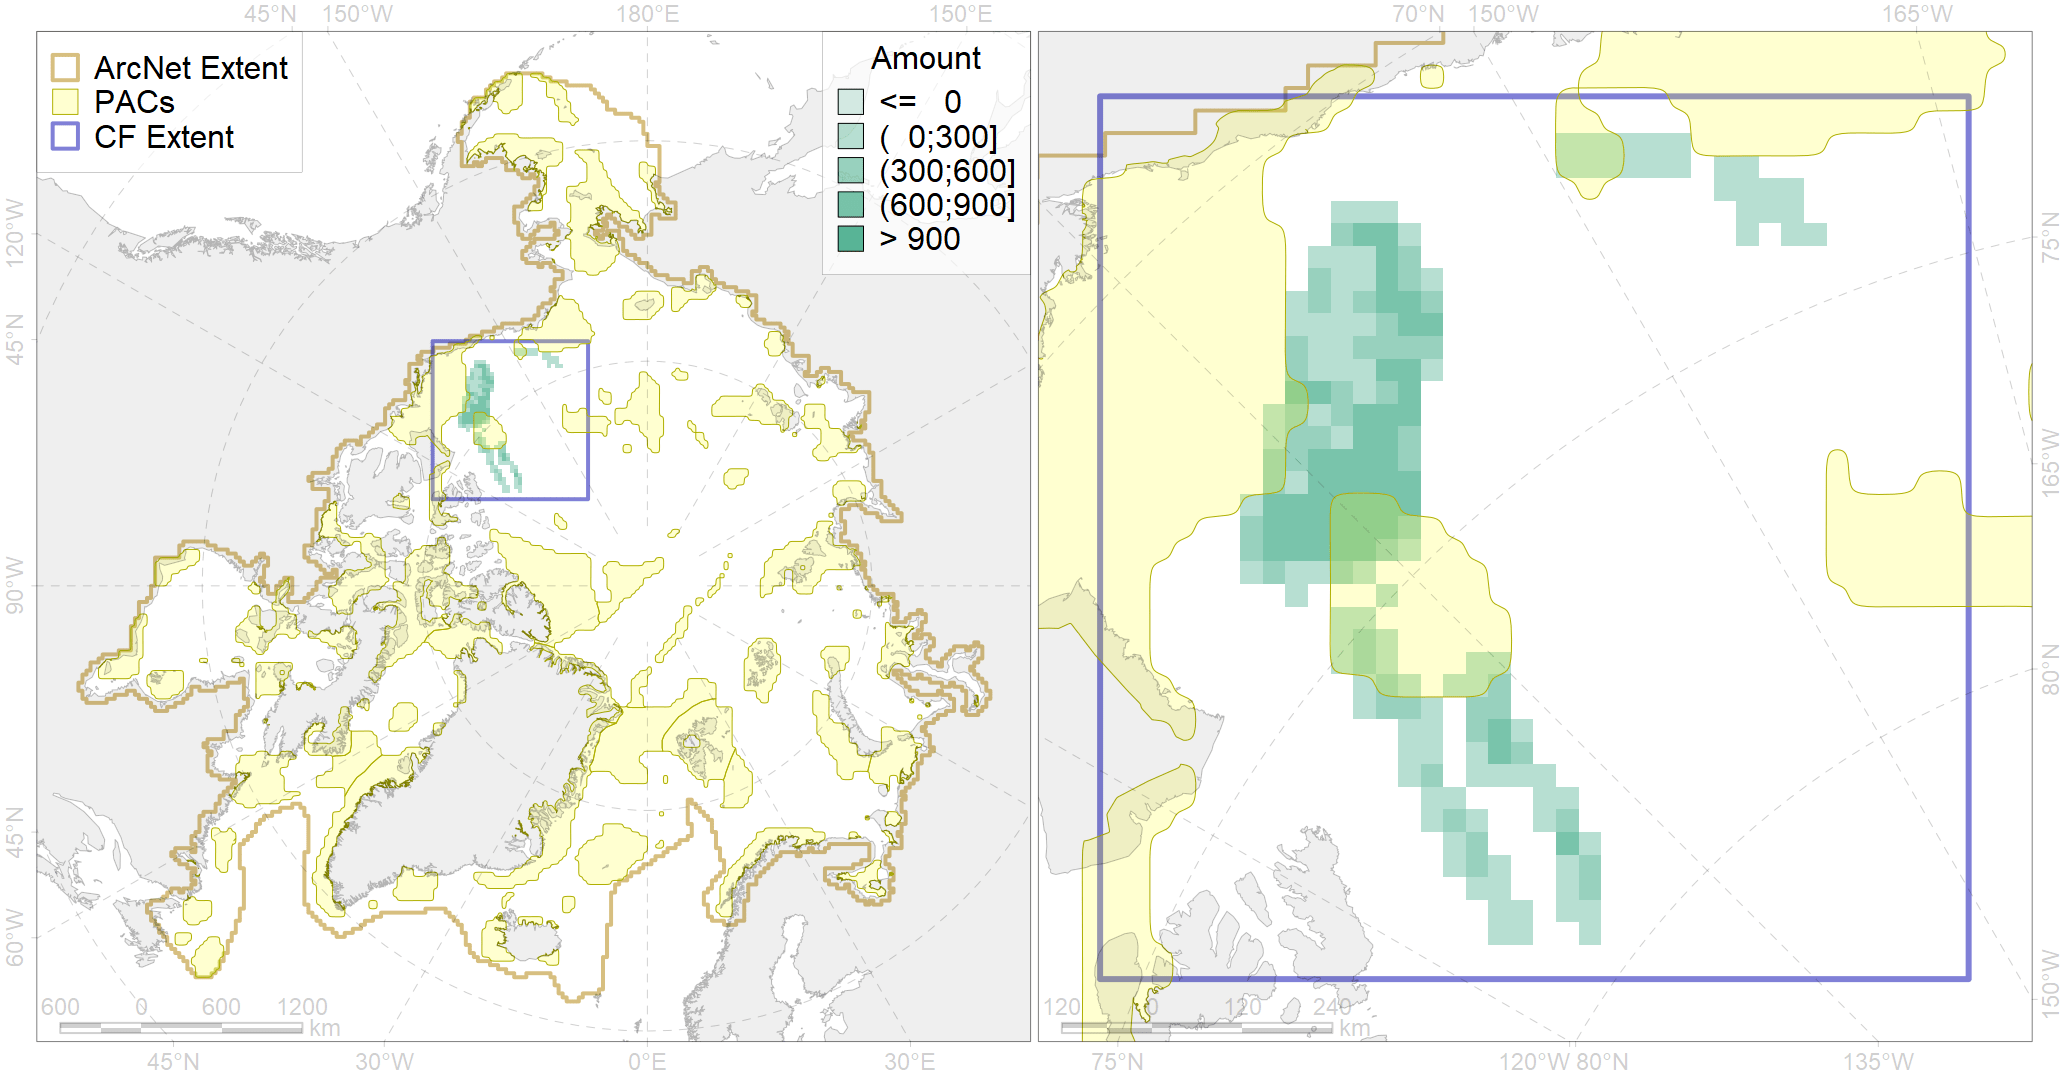 45°N 150°W 180°E 150°E 70°N 150°W 165°W
ArcNet Extent
PACs
CF Extent
Amount
<= 0
( 0;300]
(300;600]
(600;900]
> 900
120°W
45°N
90°W
45°N
60°W
75°N
165°W
80°N
150°W
600 0 600 1200
km
120 0 120 240
km
45°N 30°W 0°E 30°E 75°N 120°W 80°N 135°W